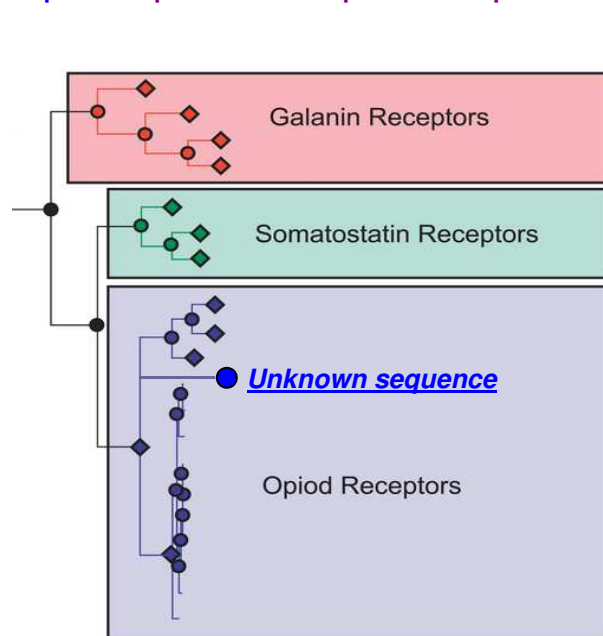 Galanin Receptors
Somatostatin Receptors
Unknown sequence
Opiod Receptors